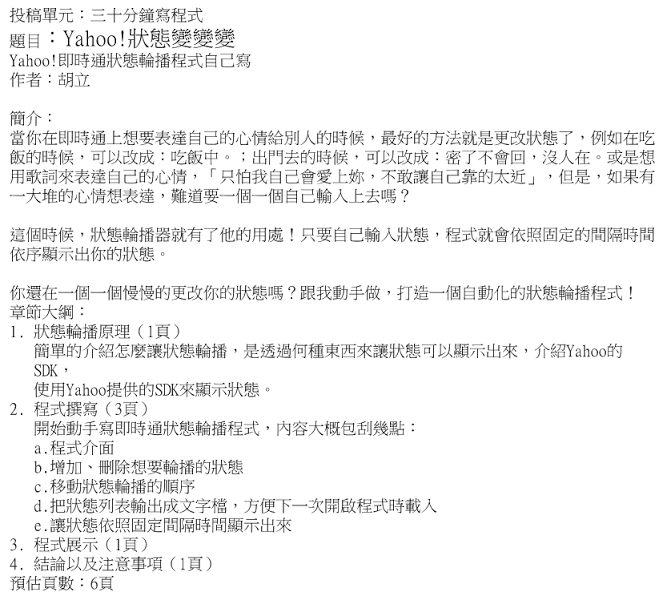 投稿單元：三十分鐘寫程式
題目：Yahoo!狀態變變變
Yahoo!即時通狀態輪播程式自己寫
作者：胡立
簡介：
當你在即時通上想要表達自己的心情給別人的時候，最好的方法就是更改狀態了，例如在吃
飯的時候，可以改成：吃飯中。；出門去的時候，可以改成：密了不會回，沒人在。或是想
用歌詞來表達自己的心情，「只怕我自己會愛上妳，不敢讓自己靠的太近」，但是，如果有
一大堆的心情想表達，難道要一個一個自己輸入上去嗎？
這個時候，狀態輪播器就有了他的用處！只要自己輸入狀態，程式就會依照固定的間隔時間
依序顯示出你的狀態。
你還在一個一個慢慢的更改你的狀態嗎？跟我動手做，打造一個自動化的狀態輪播程式！
章節大綱：
1. 狀態輪播原理（1頁）
簡單的介紹怎麼讓狀態輪播，是透過何種東西來讓狀態可以顯示出來，介紹Yahoo的
SDK，
使用Yahoo提供的SDK來顯示狀態。
2. 程式撰寫（3頁）
開始動手寫即時通狀態輪播程式，內容大概包刮幾點：
a.程式介面
b.增加、刪除想要輪播的狀態
c.移動狀態輪播的順序
d.把狀態列表輸出成文字檔，方便下一次開啟程式時載入
e.讓狀態依照固定間隔時間顯示出來
3. 程式展示（1頁）
4. 結論以及注意事項（1頁）
預估頁數：6頁